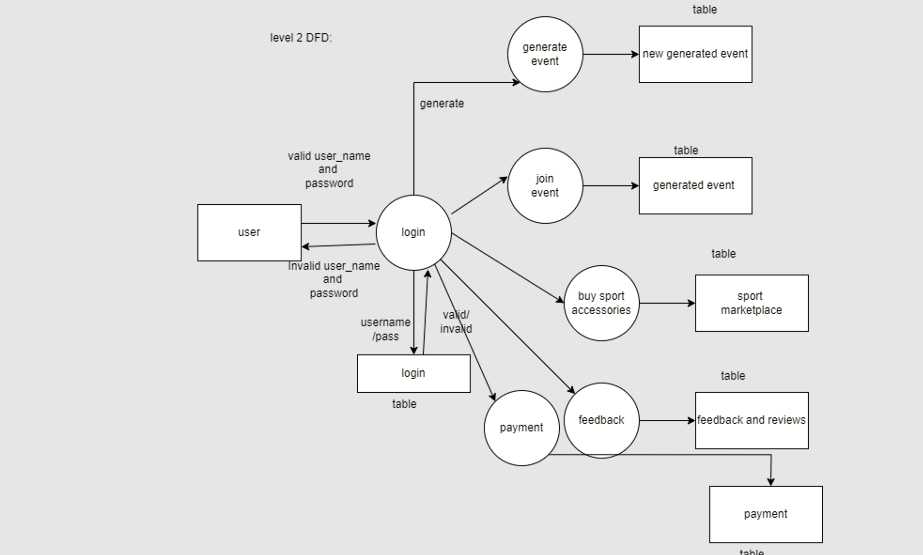 table
level 2 DFD:
generate
event
new generated event
generate
valid user_name
and
password
table
join
event
generated event
user
login
Invalid user_name
and
password
table
buy sport
accessories
sport
marketplace
username
/pass
valid/
invalid
login
table
table
payment
feedback
feedback and reviews
payment
table